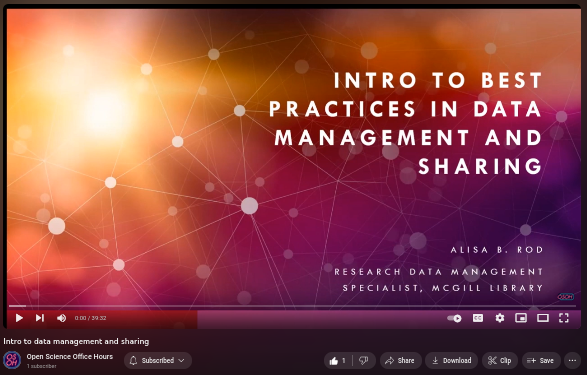 INTRO TO BEST
PRACTICES IN DATA
MANAGEMENT AND
SHARING
ALISA B. ROD
RESEARCH DATA MANAGEMENT
SPECIALIST, MCGILL LIBRARY
0:00 / 39:32
Intro to data management and sharing
Open Science Office Hours
1 subscriber
Subscribed
1
Share
Download
Clip
Save